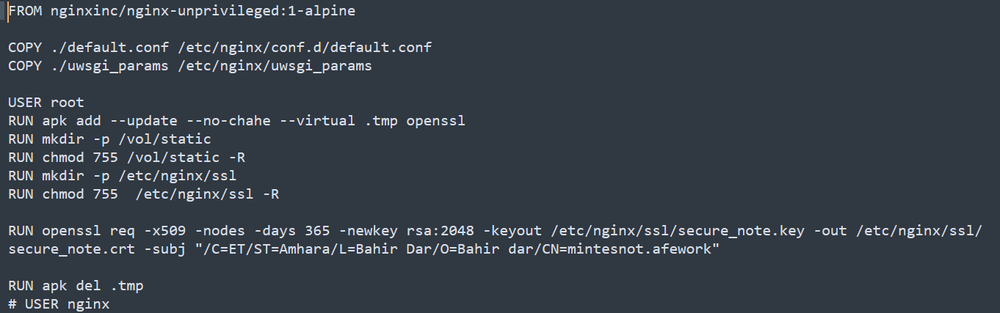 FROM nginxinc/nginx-unprivileged:1-alpine
COPY ./default.conf /etc/nginx/conf.d/default.conf
COPY ./uwsgi_params /etc/nginx/uwsgi_params
USER root
RUN apk add --update --no-chahe --virtual .tmp openssl
RUN mkdir -p /vol/static
RUN chmod 755 /vol/static -R
RUN mkdir -p /etc/nginx/ssl
RUN chmod 755  /etc/nginx/ssl -R
RUN openssl req -x509 -nodes -days 365 -newkey rsa:2048 -keyout /etc/nginx/ssl/secure_note.key -out /etc/nginx/ssl/
secure_note.crt -subj "/C=ET/ST=Amhara/L=Bahir Dar/O=Bahir dar/CN=mintesnot.afework"
RUN apk del .tmp
# USER nginx